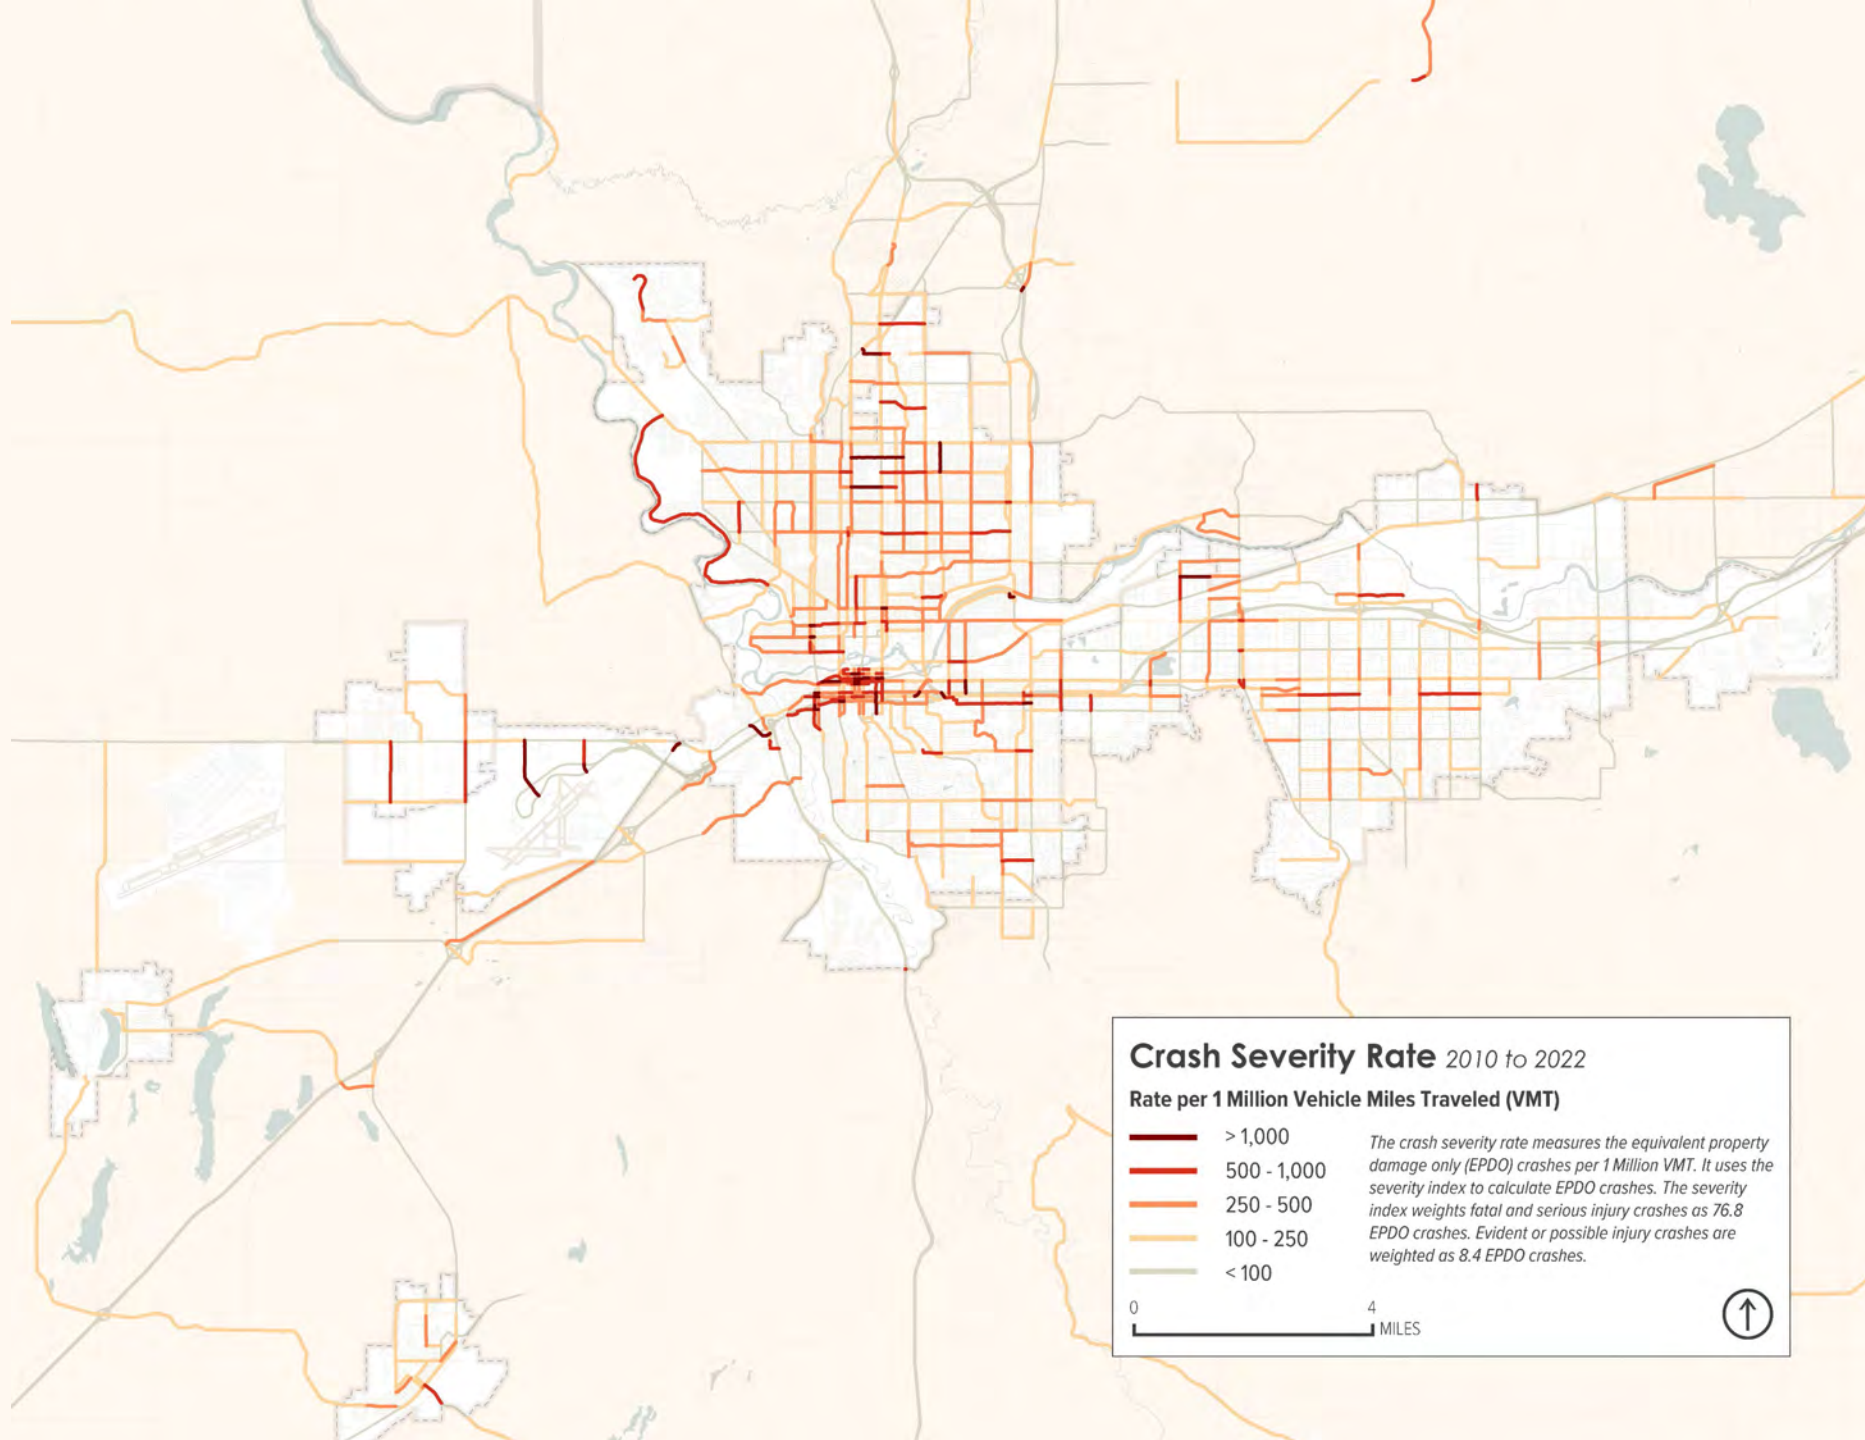 Crash Severity Rate 2010 to 2022
Rate per 1 Million Vehicle Miles Traveled (VMT)
> 1,000
500 - 1,000
250 - 500
100 - 250
< 100
The crash severity rate measures the equivalent property
damage only (EPDO) crashes per 1 Million VMT. It uses the
severity index to calculate EPDO crashes. The severity
index weights fatal and serious injury crashes as 76.8
EPDO crashes. Evident or possible injury crashes are
weighted as 8.4 EPDO crashes.
0 4
MILES